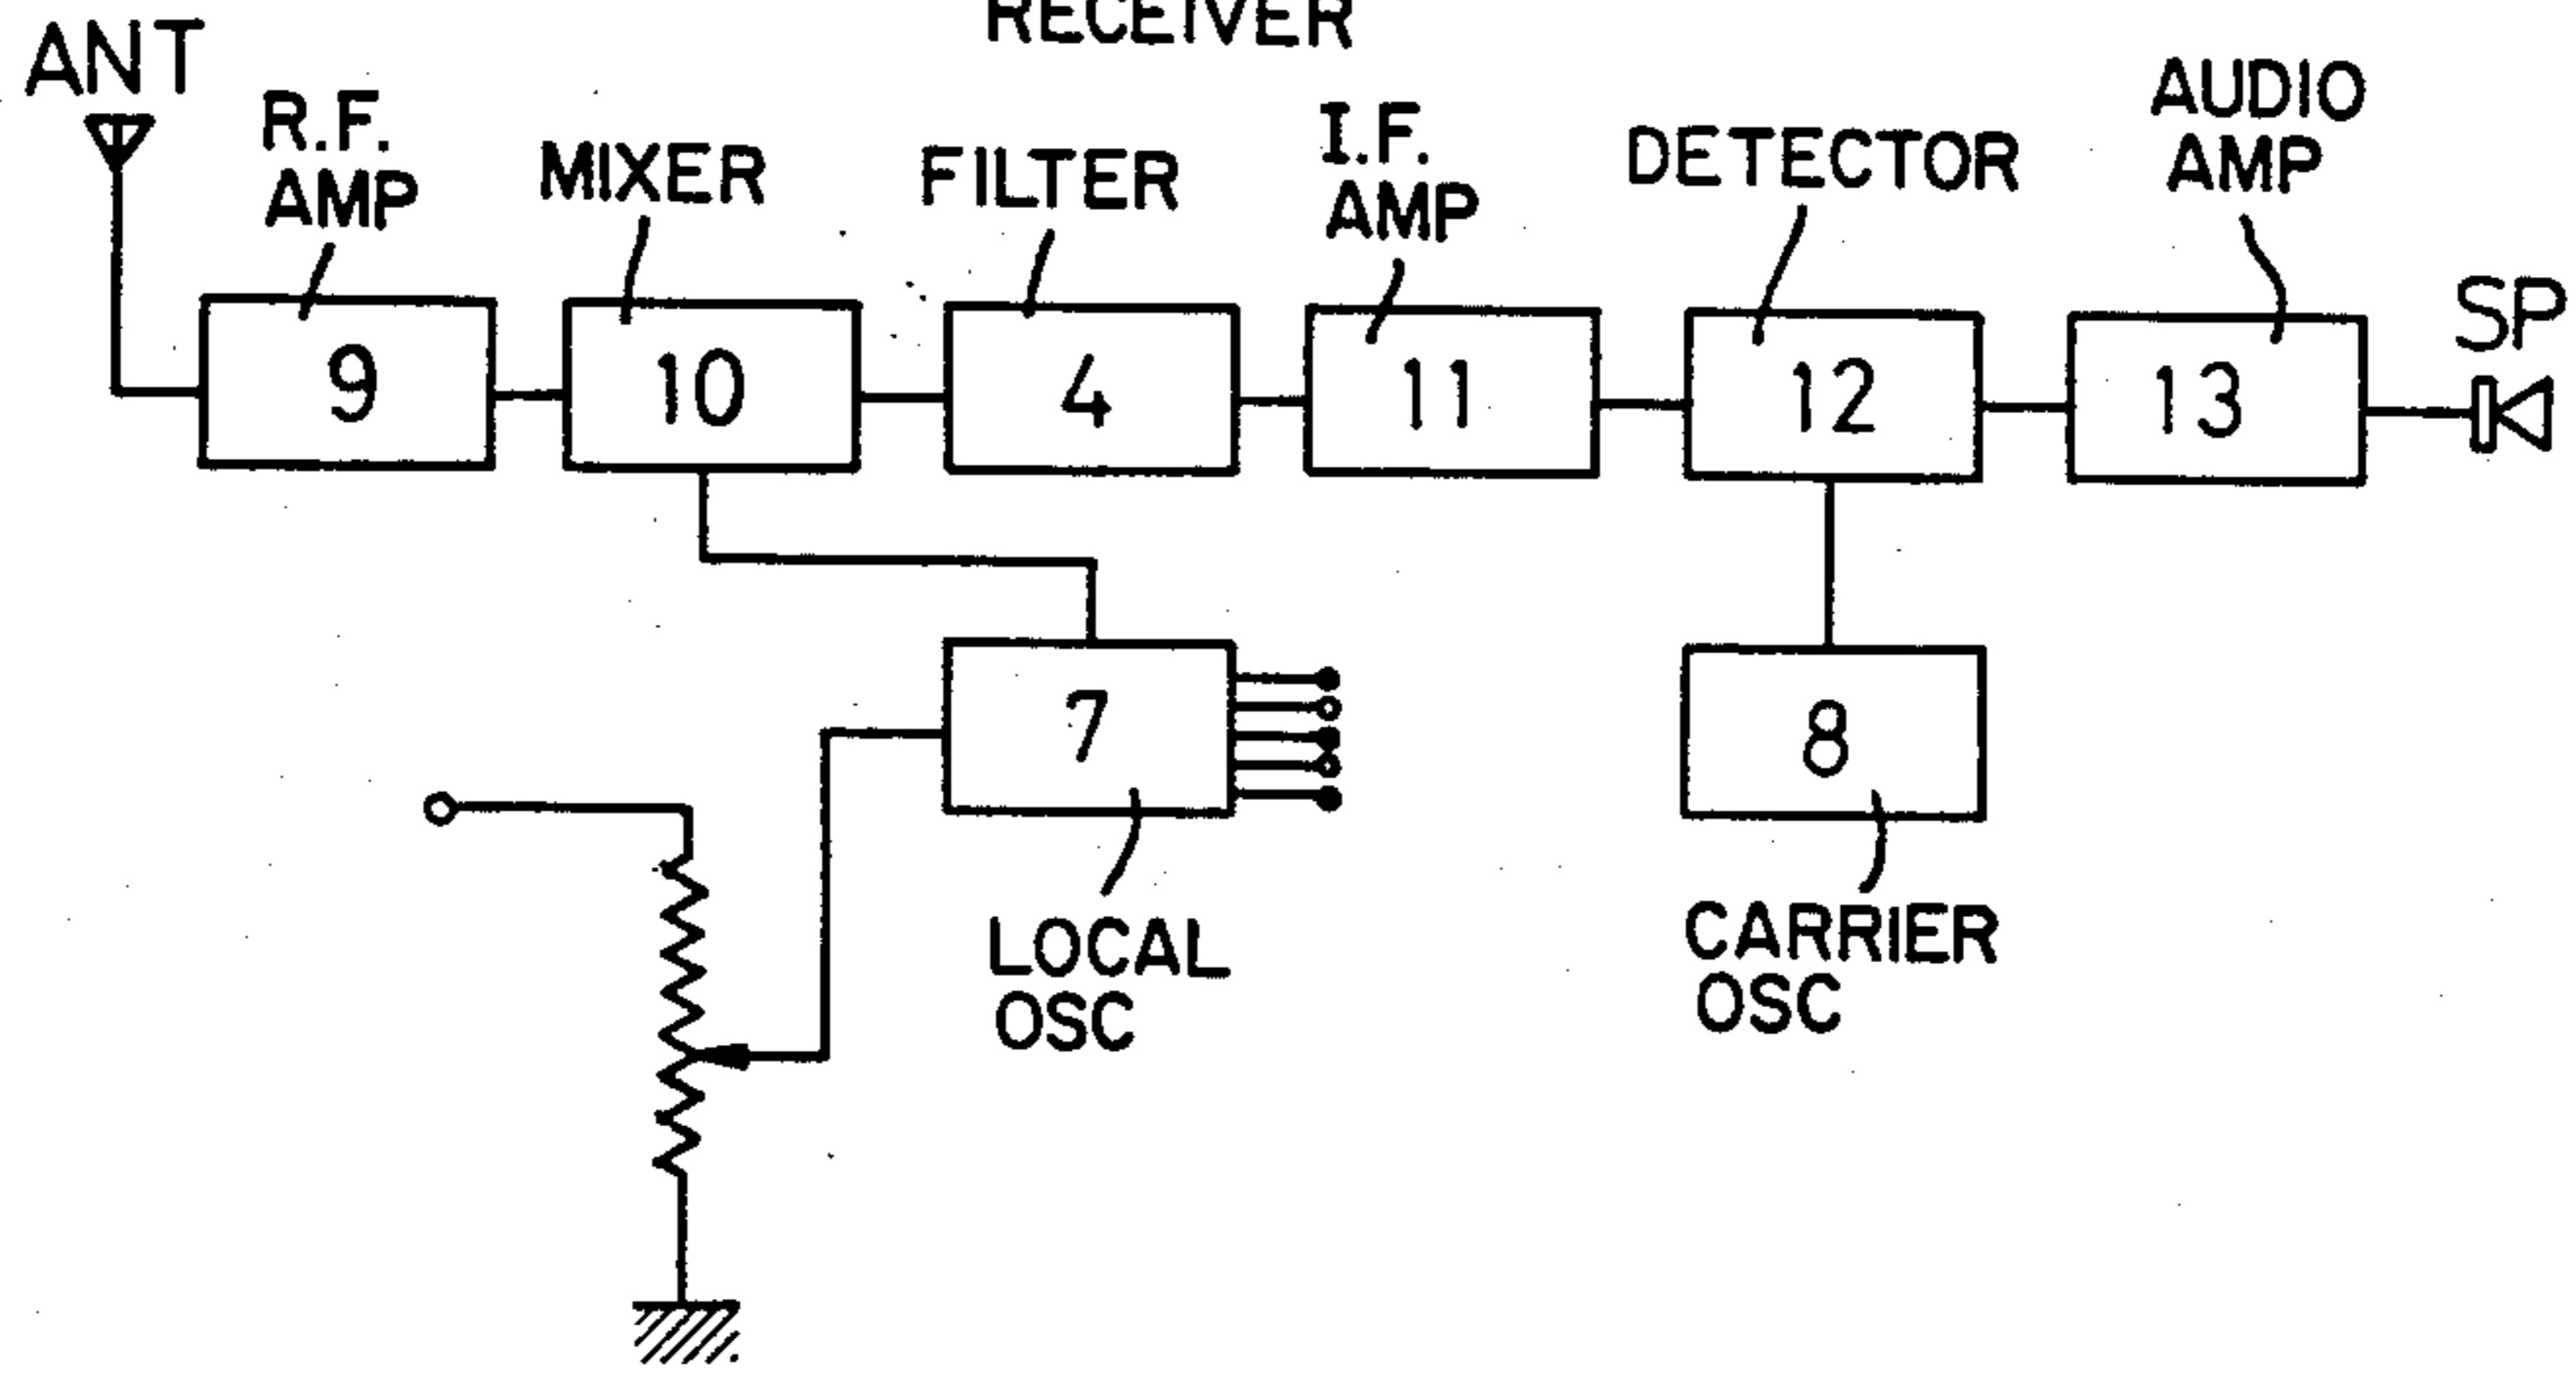 RECEIVER
ANT
R.F.
AMP
MIXER
FILTER
I.F.
AMP
DETECTOR
AUDIO
AMP
SP
9
10
4
11
12
13
7
8
LOCAL
OSC
CARRIER
OSC